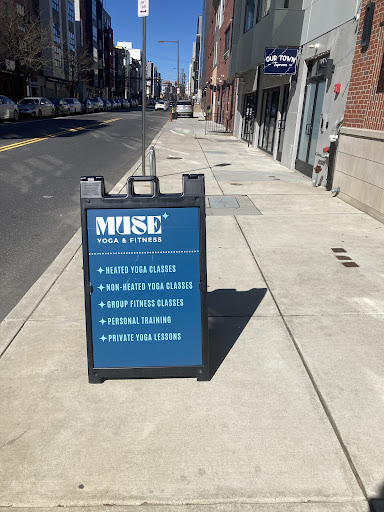 MUSE
YOGA & FITNESS
HEATED YOGA CLASSES
NON-HEATED YOGA CLASSES
GROUP FITNESS CLASSES
PERSONAL TRAINING
PRIVATE YOGA LESSONS
OUR TOWN